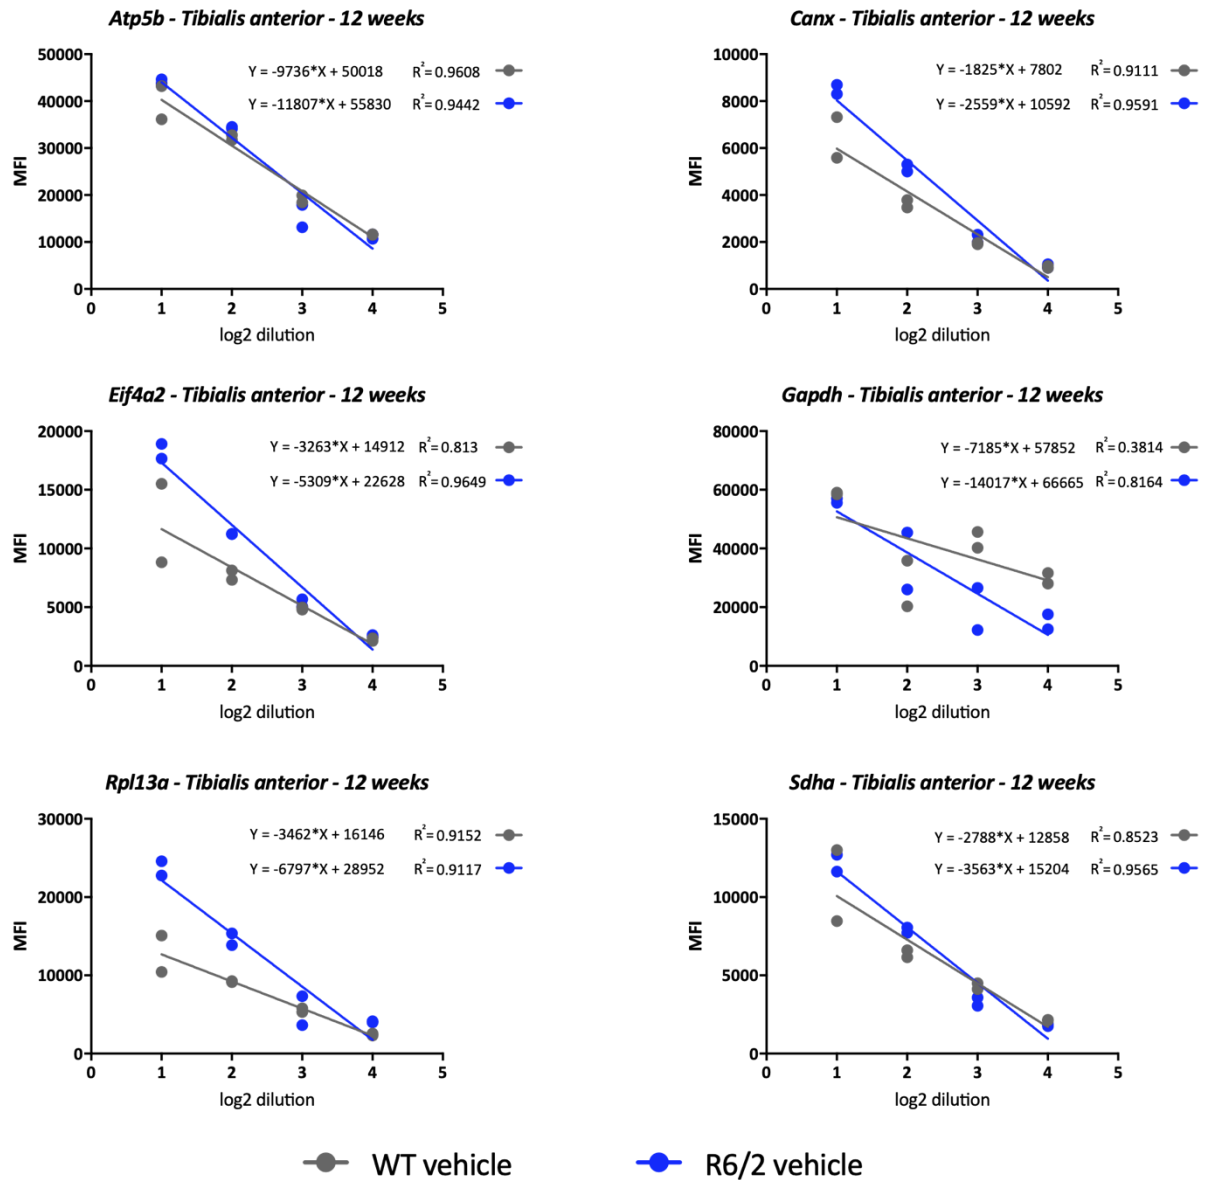 Atp5b - Tibialis anterior - 12 weeks
50000
40000
30000
20000
10000
0
MFI
Y = -9736*X + 50018 R²= 0.9608
Y = -11807*X + 55830 R²= 0.9442
0 1 2 3 4 5
log2 dilution
Canx - Tibialis anterior - 12 weeks
10000
8000
6000
4000
2000
0
MFI
Y = -1825*X + 7802 R²= 0.9111
Y = -2559*X + 10592 R²= 0.9591
0 1 2 3 4 5
log2 dilution
Eif4a2 - Tibialis anterior - 12 weeks
20000
15000
10000
5000
0
MFI
Y = -3263*X + 14912 R²= 0.813
Y = -5309*X + 22628 R²= 0.9649
0 1 2 3 4 5
log2 dilution
Gapdh - Tibialis anterior - 12 weeks
80000
60000
40000
20000
0
MFI
Y = -7185*X + 57852 R²= 0.3814
Y = -14017*X + 66665 R²= 0.8164
0 1 2 3 4 5
log2 dilution
Rpl13a - Tibialis anterior - 12 weeks
30000
20000
10000
0
MFI
Y = -3462*X + 16146 R²= 0.9152
Y = -6797*X + 28952 R²= 0.9117
0 1 2 3 4 5
log2 dilution
Sdha - Tibialis anterior - 12 weeks
15000
10000
5000
0
MFI
Y = -2788*X + 12858 R²= 0.8523
Y = -3563*X + 15204 R²= 0.9565
0 1 2 3 4 5
log2 dilution
WT vehicle
R6/2 vehicle